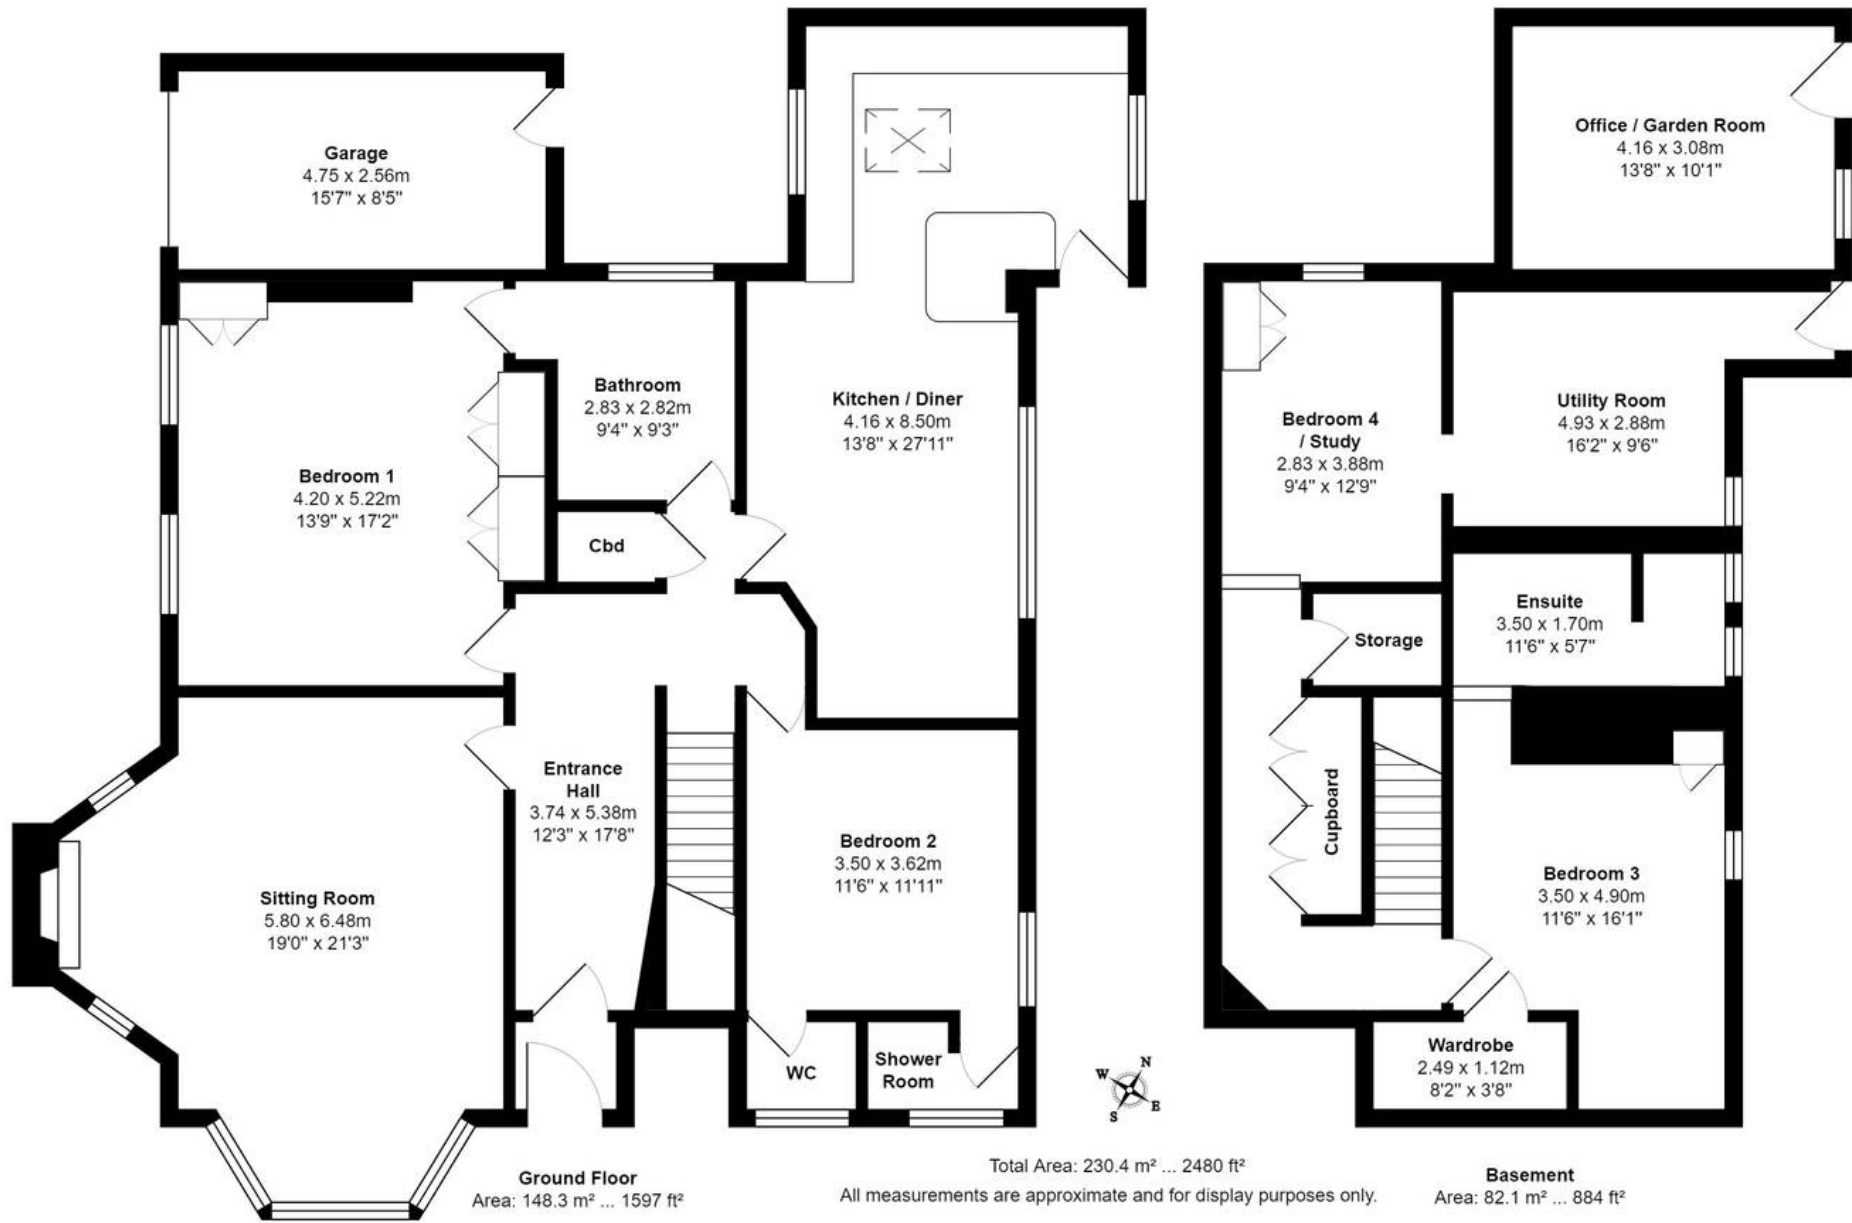 Garage
4.75 x 2.56m
15'7" x 8'5"
Office / Garden Room
4.16 x 3.08m
13'8" x 10'1"
Bathroom
2.83 x 2.82m
9'4" x 9'3"
Kitchen / Diner
4.16 x 8.50m
13'8" x 27'11"
Bedroom 1
4.20 x 5.22m
13'9" x 17'2"
Cbd
Bedroom 4
/ Study
2.83 x 3.88m
9'4" x 12'9"
Utility Room
4.93 x 2.88m
16'2" x 9'6"
Ensuite
3.50 x 1.70m
11'6" x 5'7"
Storage
Entrance
Hall
3.74 x 5.38m
12'3" x 17'8"
Sitting Room
5.80 x 6.48m
19'0" x 21'3"
Bedroom 2
3.50 x 3.62m
11'6" x 11'11"
Cupboard
Bedroom 3
3.50 x 4.90m
11'6" x 16'1"
WC
Shower
Room
N
W
E
S
Wardrobe
2.49 x 1.12m
8'2" x 3'8"
Ground Floor
Area: 148.3 m² ... 1597 ft²
Total Area: 230.4 m² ... 2480 ft²
All measurements are approximate and for display purposes only.
Basement
Area: 82.1 m² ... 884 ft²